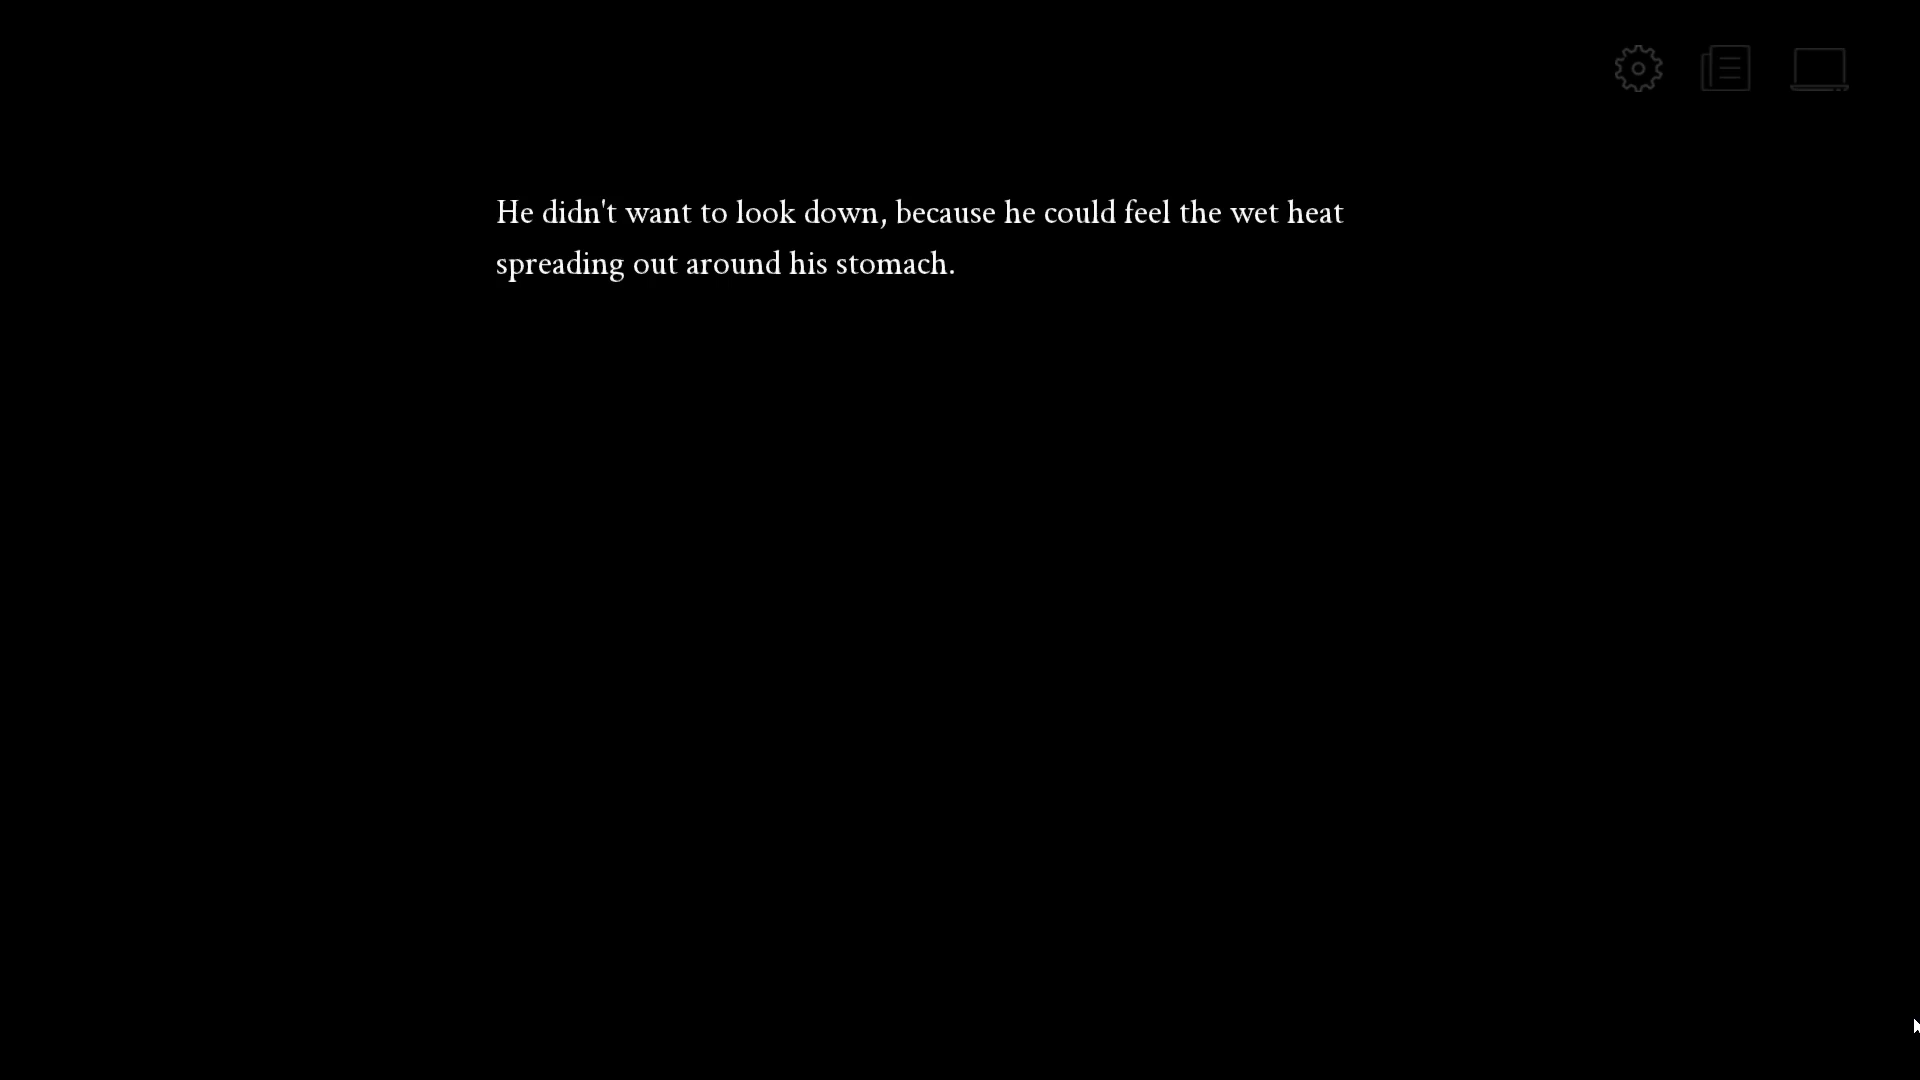 He didn't want to look down, because he could feel the wet heat
spreading out around his stomach.